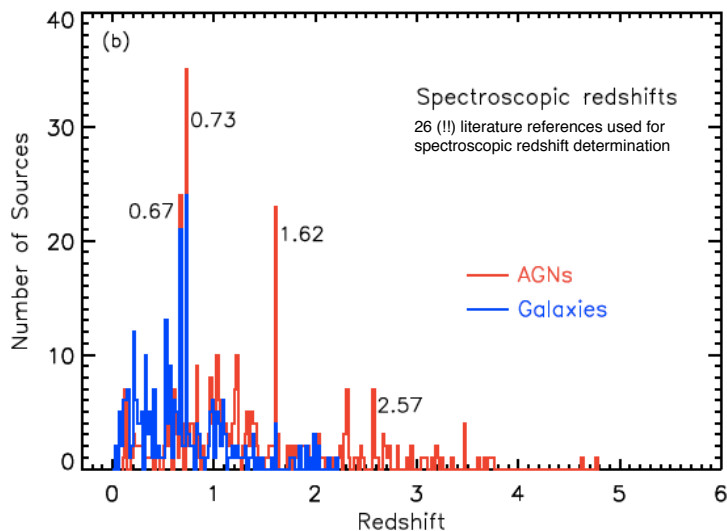 40
(b)
Spectroscopic redshifts
0.73
26 (!!) literature references used for
spectroscopic redshift determination
30
0.67
1.62
20
AGNs
Galaxies
10
2.57
0
0 1 2 3 4 5 6
Redshift
Number of Sources